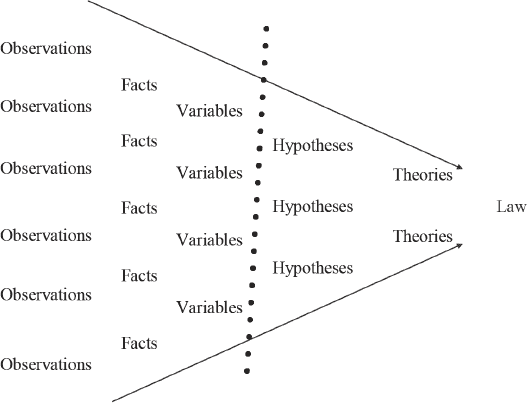 Observations
Facts
Observations
Variables
Facts
Hypotheses
Observations
Variables
Theories
Facts
Hypotheses
Law
Observations
Variables
Theories
Facts
Hypotheses
Observations
Variables
Facts
Observations